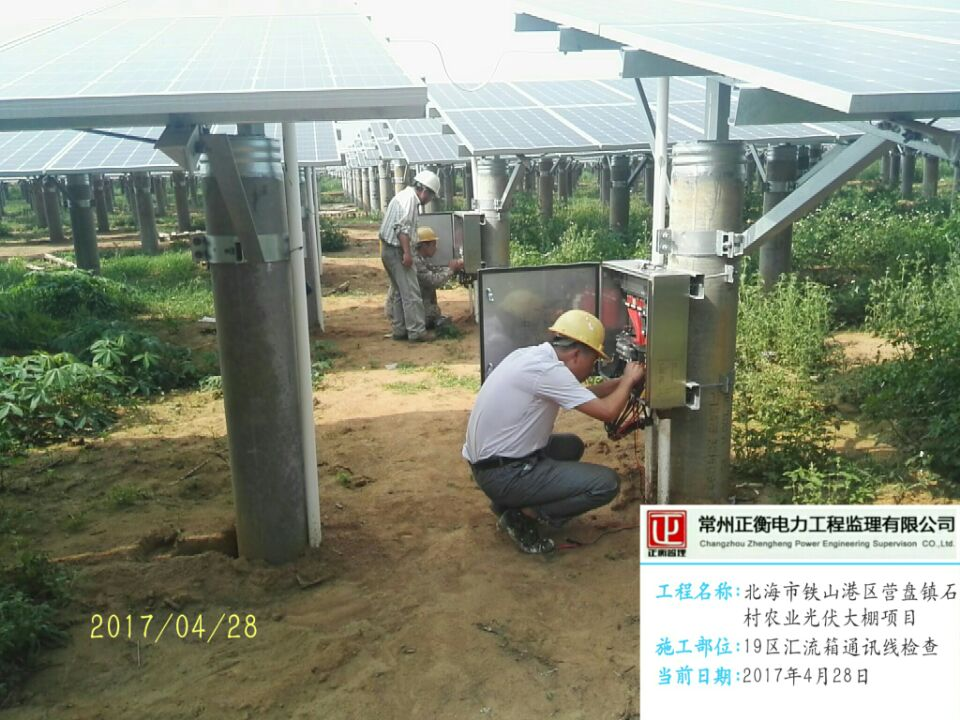 2017/04/28
正衡管理
常州正衡电力工程监理有限公司
Changzhou Zhengheng Power Engineering Supervison CO.,Ltd.
工程名称:北海市铁山港区营盘镇石
村农业光伏大棚项目
施工部位:19区汇流箱通讯线检查
当前日期:2017年4月28日